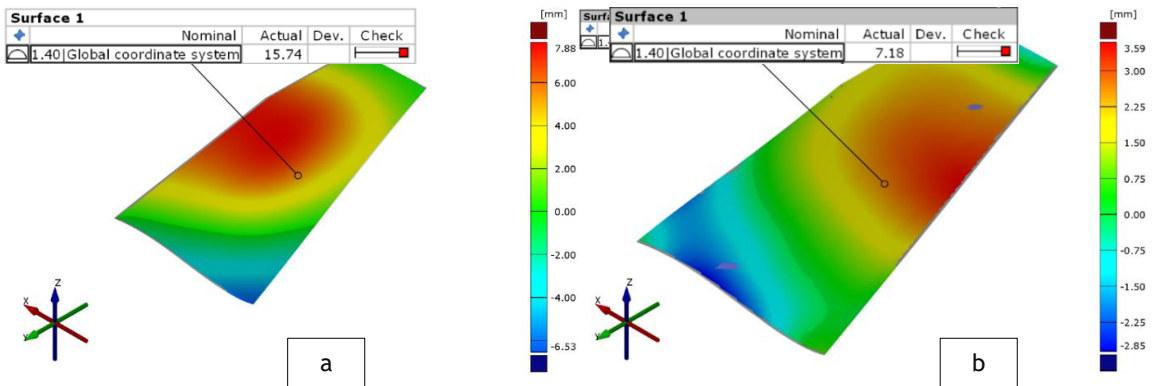 Surface 1
Nominal Actual Dev. Check
1.40|Global coordinate system 15.74
[mm]
7.88
6.00
4.00
2.00
0.00
-2.00
-4.00
-6.53
Z
X
Y
a
Surf
Surface 1
Nominal Actual Dev. Check
1.40|Global coordinate system 7.18
[mm]
3.59
3.00
2.25
1.50
0.75
0.00
-0.75
-1.50
-2.25
-2.85
Z
X
Y
b